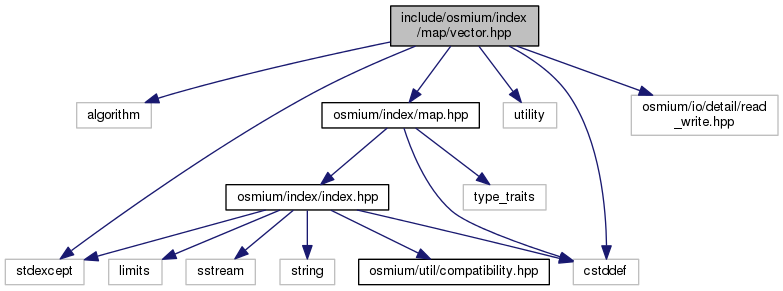 include/osmium/index
/map/vector.hpp
algorithm
osmium/index/map.hpp
utility
osmium/io/detail/read
_write.hpp
osmium/index/index.hpp
type_traits
stdexcept
limits
sstream
string
osmium/util/compatibility.hpp
cstddef